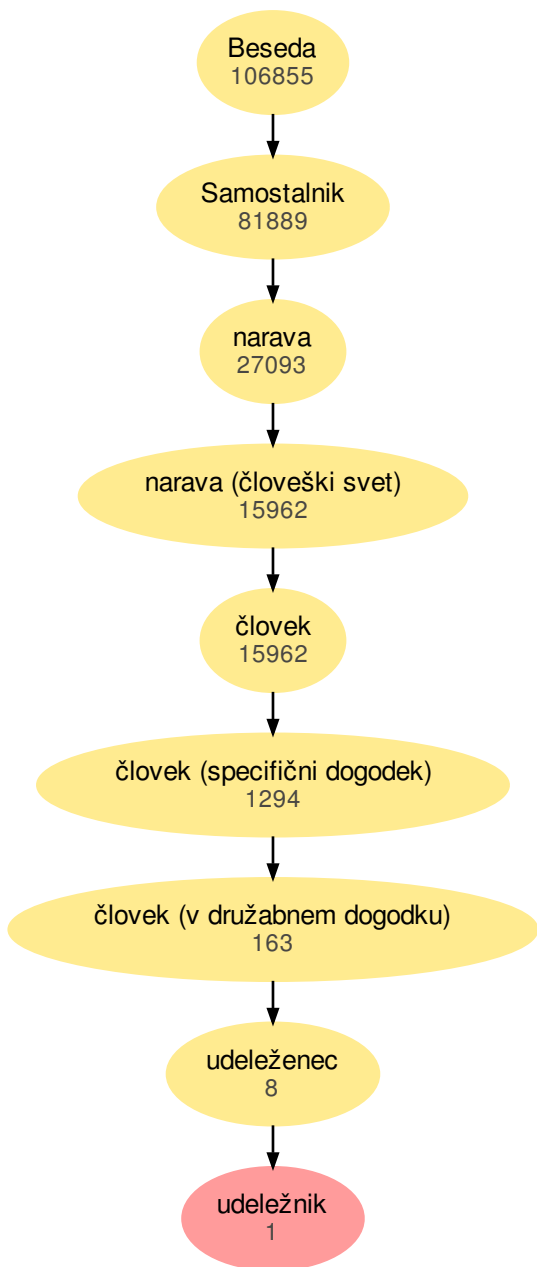 Beseda
106855
Samostalnik
81889
narava
27093
narava (človeški svet)
15962
človek
15962
človek (specifični dogodek)
1294
človek (v družabnem dogodku)
163
udeleženec
8
udeležnik
1